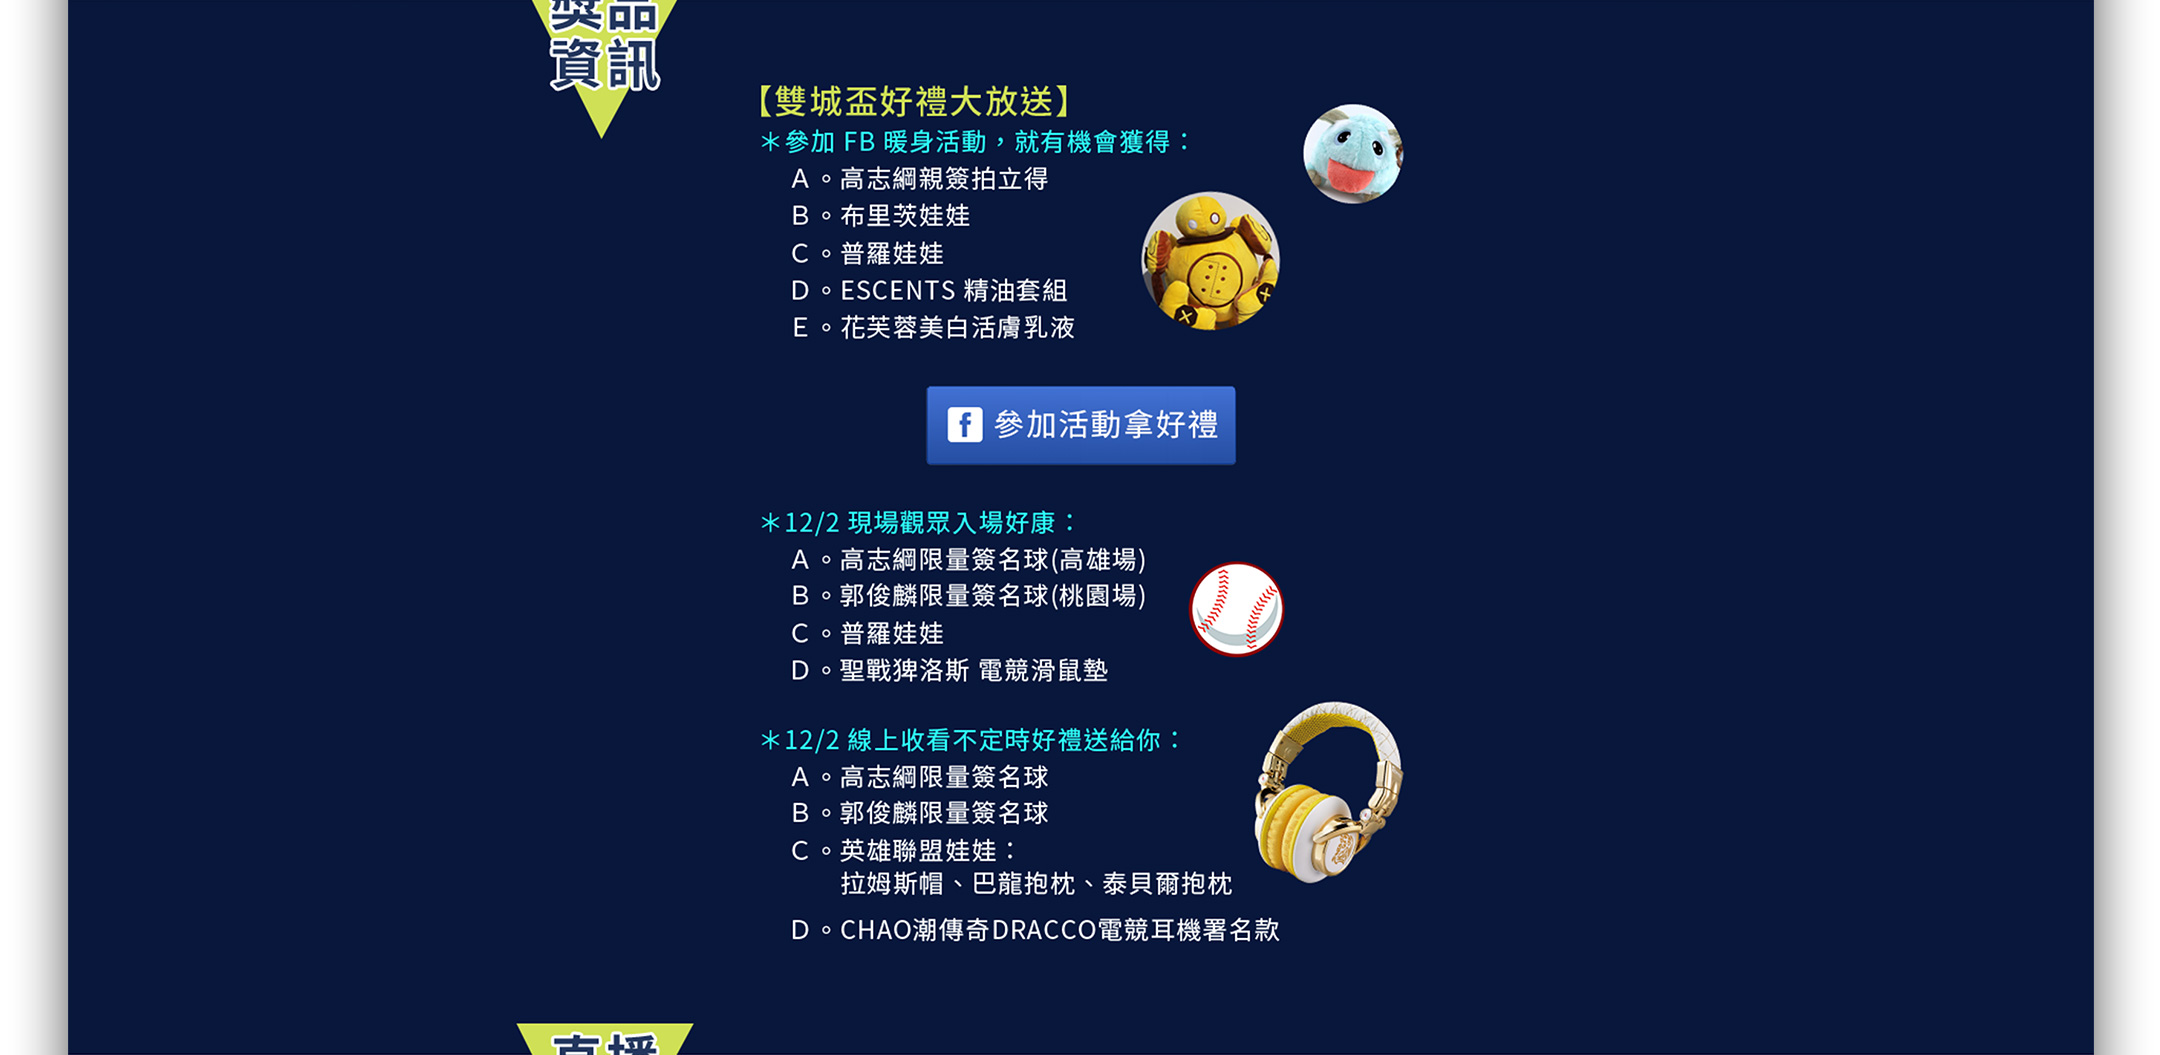 獎品
資訊
【雙城盃好禮大放送】
＊參加 FB 暖身活動，就有機會獲得：
A。高志綱親簽拍立得
B。布里茨娃娃
C。普羅娃娃
D。ESCENTS 精油套組
E。花芙蓉美白活膚乳液
f 參加活動拿好禮
＊12/2 現場觀眾入場好康：
A。高志綱限量簽名球(高雄場)
B。郭俊麟限量簽名球(桃園場)
C。普羅娃娃
D。聖戰猈洛斯 電競滑鼠墊
＊12/2 線上收看不定時好禮送給你：
A。高志綱限量簽名球
B。郭俊麟限量簽名球
C。英雄聯盟娃娃：
拉姆斯帽、巴龍抱枕、泰貝爾抱枕
D。CHAO潮傳奇DRACCO電競耳機署名款
直播